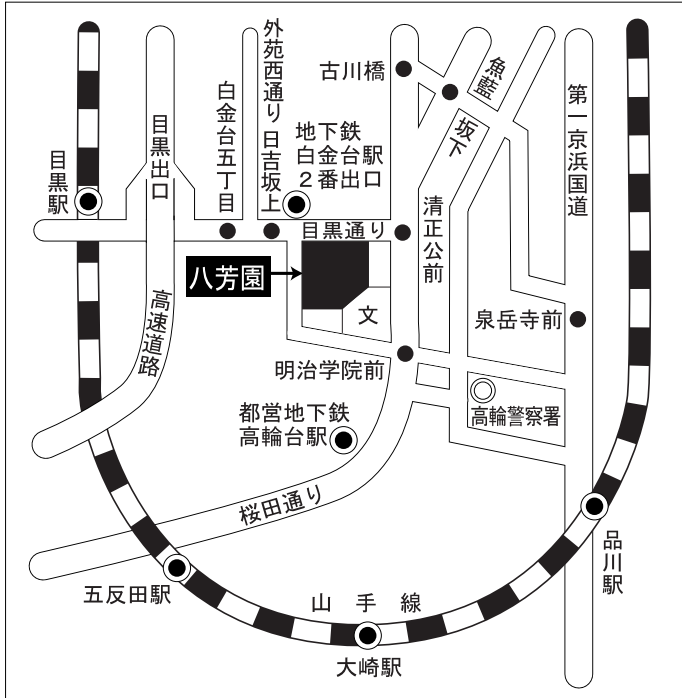 外苑西通り
古川橋
魚藍
坂下
第一京浜国道
白金台五丁目
日吉坂上
地下鉄
白金台駅
2番出口
目黒出口
目黒駅
清正公前
目黒通り
八芳園
高速道路
文
泉岳寺前
明治学院前
都営地下鉄
高輪台駅
高輪警察署
桜田通り
品川駅
五反田駅
山手線
大崎駅